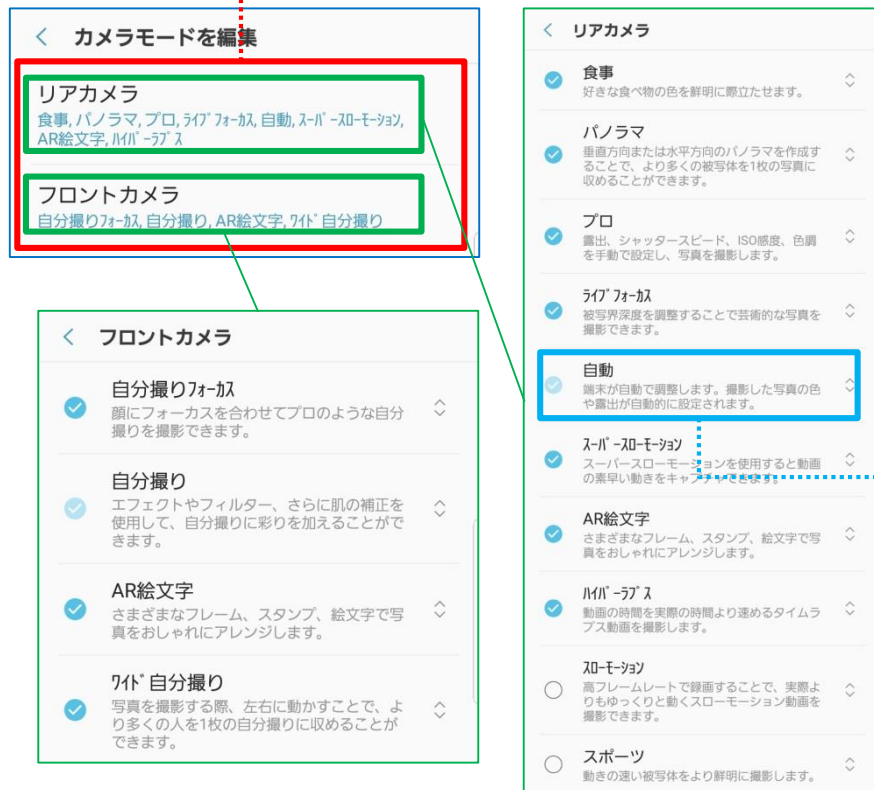 カメラモードを編集
リアカメラ
食事, パノラマ, プロ, ﾗｲﾌﾞﾌｫｰｶｽ, 自動, ｽｰﾊﾟｰｽﾛｰﾓｰｼｮﾝ,
AR絵文字, ﾊｲﾊﾟｰﾗﾌﾟｽ
フロントカメラ
自分撮りﾌｫｰｶｽ, 自分撮り, AR絵文字, ﾜｲﾄﾞ自分撮り
フロントカメラ
自分撮りﾌｫｰｶｽ
顔にフォーカスを合わせてプロのような自分
撮りを撮影できます。
自分撮り
エフェクトやフィルター、さらに肌の補正を
使用して、自分撮りに彩りを加えることがで
きます。
AR絵文字
さまざまなフレーム、スタンプ、絵文字で写
真をおしゃれにアレンジします。
ﾜｲﾄﾞ自分撮り
写真を撮影する際、左右に動かすことで、よ
り多くの人を1枚の自分撮りに収めることが
できます。
リアカメラ
食事
好きな食べ物の色を鮮明に際立たせます。
パノラマ
垂直方向または水平方向のパノラマを作成す
ることで、より多くの被写体を1枚の写真に
収めることができます。
プロ
露出、シャッタースピード、ISO感度、色調
を手動で設定し、写真を撮影します。
ﾗｲﾌﾞﾌｫｰｶｽ
被写界深度を調整することで芸術的な写真を
撮影できます。
自動
端末が自動で調整します。撮影した写真の色
や露出が自動的に設定されます。
ｽｰﾊﾟｰｽﾛｰﾓｰｼｮﾝ
スーパースローモーションを使用すると動画
の素早い動きをキャプチャできます。
AR絵文字
さまざまなフレーム、スタンプ、絵文字で写
真をおしゃれにアレンジします。
ﾊｲﾊﾟｰﾗﾌﾟｽ
動画の時間を実際の時間より速めるタイムラ
プス動画を撮影します。
ｽﾛｰﾓｰｼｮﾝ
高フレームレートで録画することで、実際よ
りもゆっくりと動くスローモーション動画を
撮影できます。
スポーツ
動きの速い被写体をより鮮明に撮影します。